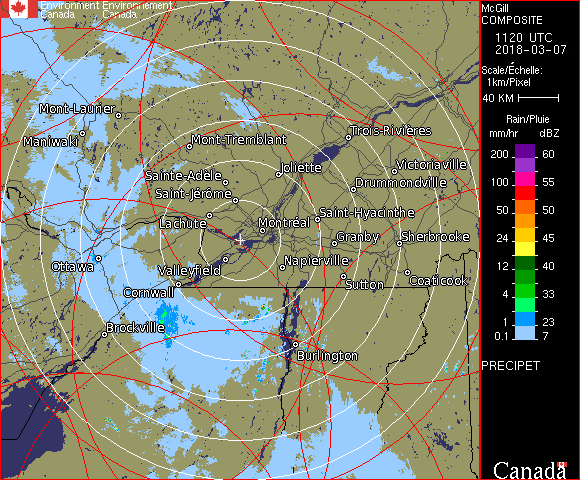 Environment Environnement
Canada Canada
McGill
COMPOSITE
1120 UTC
2018-03-07
Scale/Échelle:
1km/Pixel
40 KM
Rain/Pluie
mm/hr dBZ
200 60
100 55
50 50
24 45
12 40
4 33
1 23
0.1 7
PRECIPET
Canada
Mont-Laurier
Maniwaki
Mont-Tremblant
Trois-Rivières
Joliette
Victoriaville
Sainte-Adèle
Drummondville
Saint-Jérôme
Saint-Hyacinthe
Lachute
Montréal
Granby
Sherbrooke
Ottawa
Valleyfield
Napierville
Sutton
Coaticook
Cornwall
Brockville
Burlington